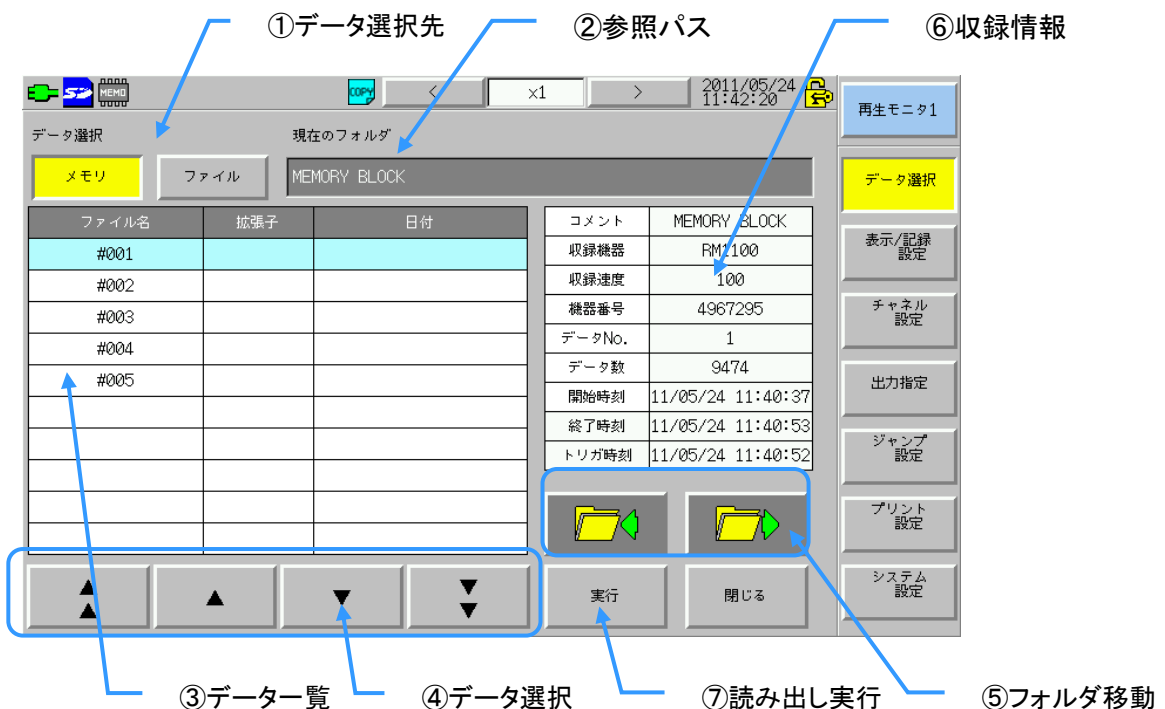 ①データ選択先
②参照パス
⑥収録情報
SD
MEMO
COPY
<
x1
>
2011/05/24
11:42:20
再生モニタ1
データ選択
現在のフォルダ
メモリ
ファイル
MEMORY BLOCK
データ選択
ファイル名 拡張子 日付
#001
#002
#003
#004
#005
コメント MEMORY BLOCK
収録機器 RM1100
収録速度 100
機器番号 4967295
データNo. 1
データ数 9474
開始時刻 11/05/24 11:40:37
終了時刻 11/05/24 11:40:53
トリガ時刻 11/05/24 11:40:52
表示/記録
設定
チャネル
設定
出力指定
ジャンプ
設定
プリント
設定
システム
設定
▲▲
▲
▼
▼▼
実行
閉じる
③データ一覧
④データ選択
⑦読み出し実行
⑤フォルダ移動